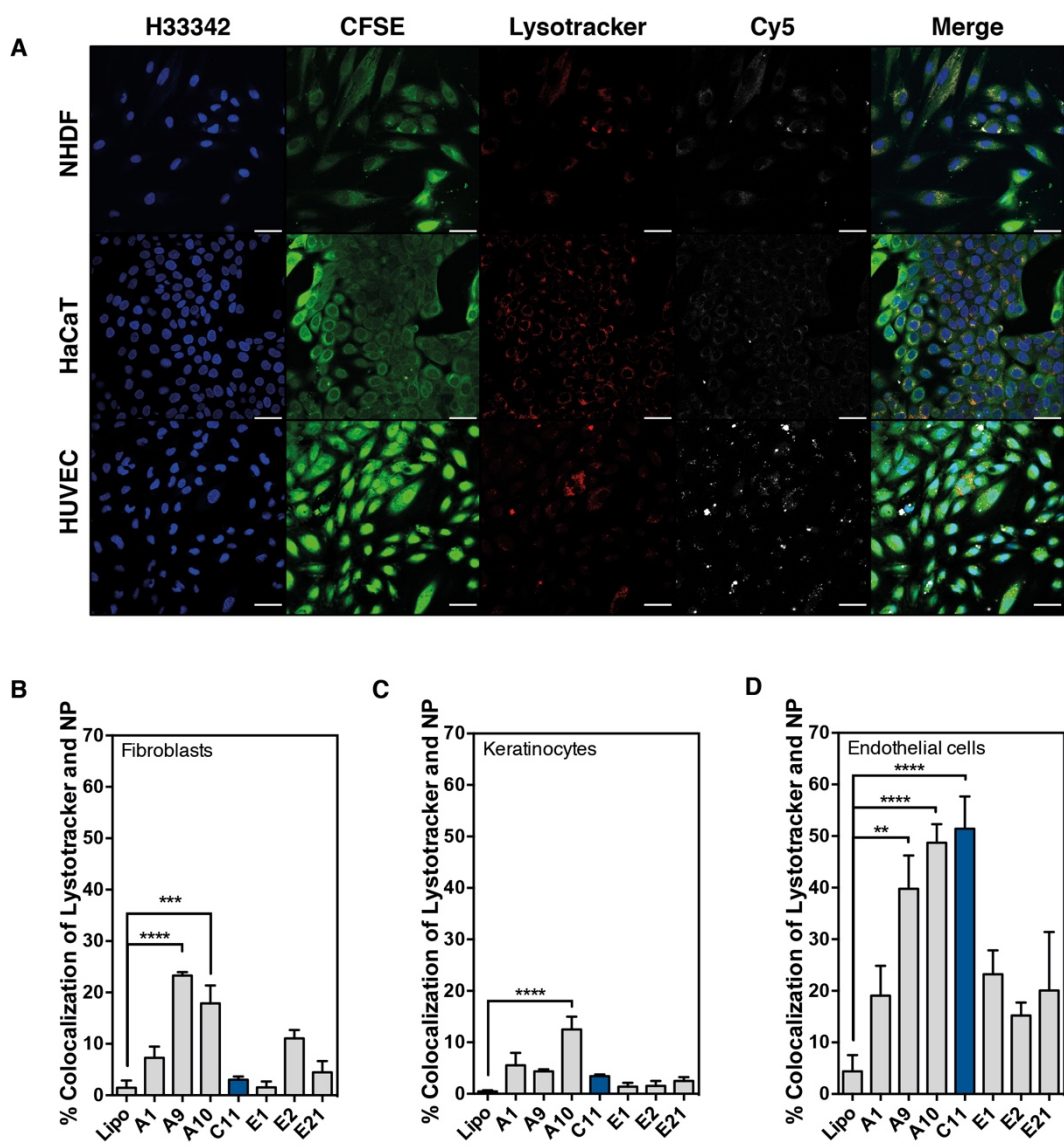 A
H33342 CFSE Lysotracker Cy5 Merge
NHDF
HaCaT
HUVEC
B
% Colocalization of Lystotracker and NP
70
60
50
40
30
20
10
0
Fibroblasts
***
****
Lipo A1 A9 A10 C11 E1 E2 E21
C
% Colocalization of Lystotracker and NP
70
60
50
40
30
20
10
0
Keratinocytes
****
Lipo A1 A9 A10 C11 E1 E2 E21
D
% Colocalization of Lystotracker and NP
70
60
50
40
30
20
10
0
Endothelial cells
****
****
**
Lipo A1 A9 A10 C11 E1 E2 E21